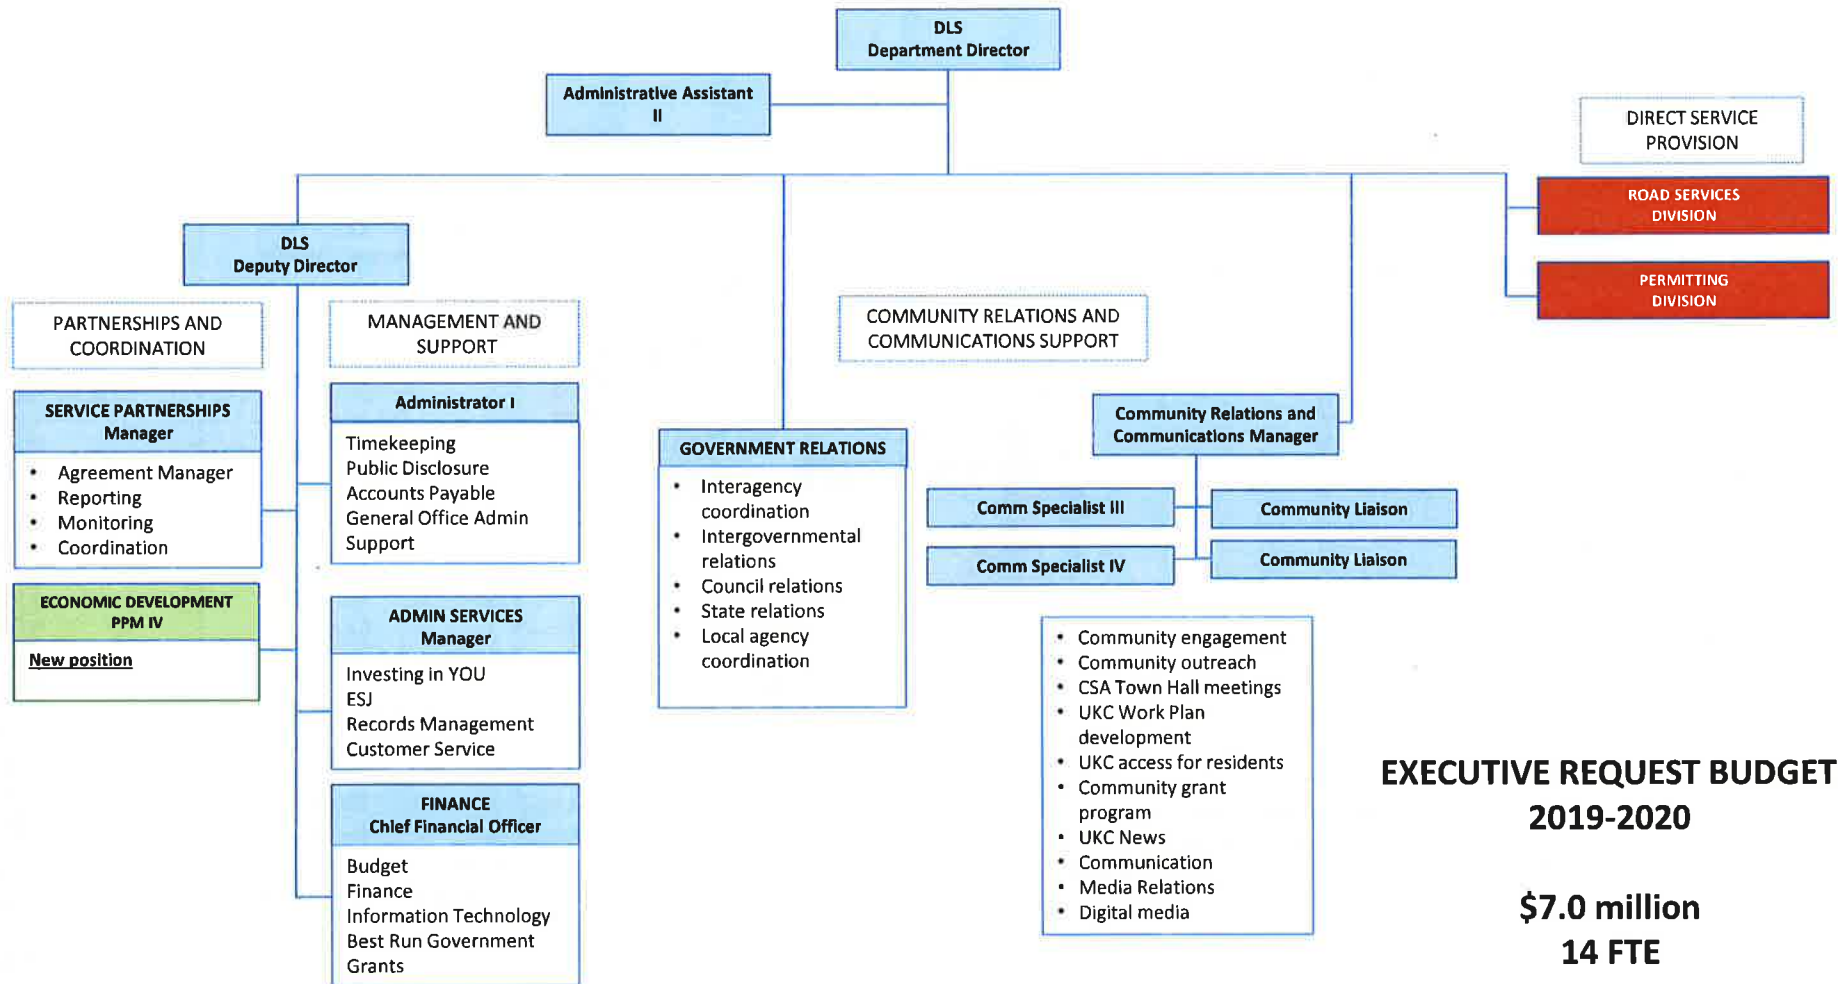 DLS
Department Director
Administrative Assistant
II
DIRECT SERVICE
PROVISION
ROAD SERVICES
DIVISION
PERMITTING
DIVISION
DLS
Deputy Director
PARTNERSHIPS AND
COORDINATION
MANAGEMENT AND
SUPPORT
COMMUNITY RELATIONS AND
COMMUNICATIONS SUPPORT
SERVICE PARTNERSHIPS
Manager
• Agreement Manager
• Reporting
• Monitoring
• Coordination
ECONOMIC DEVELOPMENT
PPM IV
New position
Administrator I
Timekeeping
Public Disclosure
Accounts Payable
General Office Admin
Support
ADMIN SERVICES
Manager
Investing in YOU
ESJ
Records Management
Customer Service
FINANCE
Chief Financial Officer
Budget
Finance
Information Technology
Best Run Government
Grants
GOVERNMENT RELATIONS
• Interagency
coordination
• Intergovernmental
relations
• Council relations
• State relations
• Local agency
coordination
Community Relations and
Communications Manager
Comm Specialist III
Community Liaison
Comm Specialist IV
Community Liaison
• Community engagement
• Community outreach
• CSA Town Hall meetings
• UKC Work Plan
development
• UKC access for residents
• Community grant
program
• UKC News
• Communication
• Media Relations
• Digital media
EXECUTIVE REQUEST BUDGET
2019-2020
$7.0 million
14 FTE